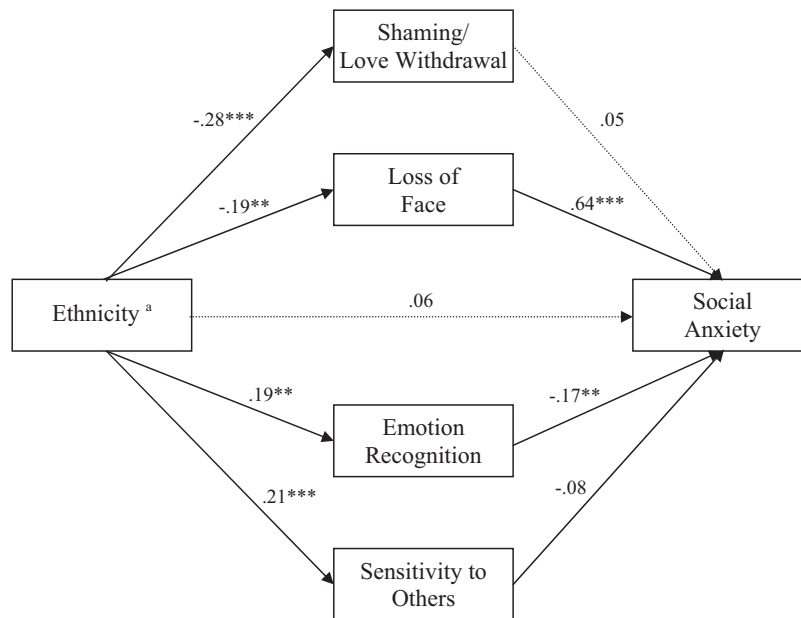 Shaming/
Love Withdrawal
-.28***
.05
Loss of
Face
-.19**
.64***
Ethnicity a
.06
Social
Anxiety
.19**
-.17**
Emotion
Recognition
.21***
-.08
Sensitivity to
Others